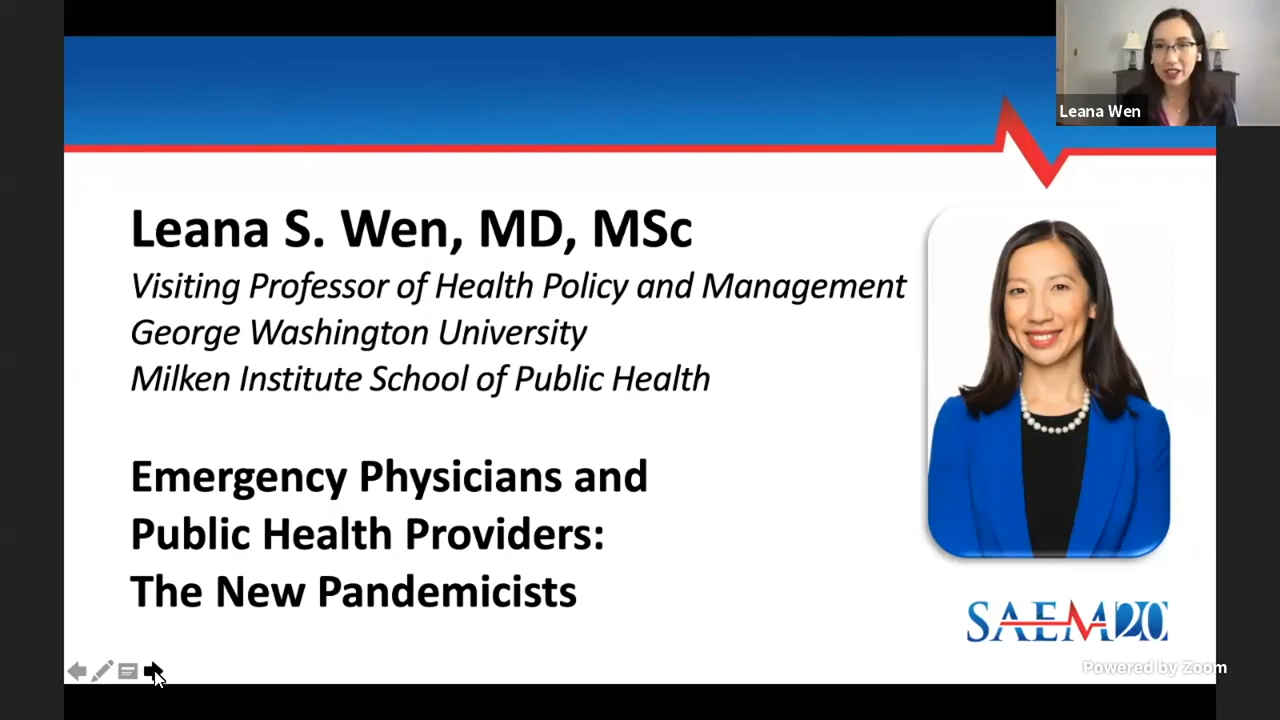 Leana Wen
Leana S. Wen, MD, MSc
Visiting Professor of Health Policy and Management
George Washington University
Milken Institute School of Public Health
Emergency Physicians and
Public Health Providers:
The New Pandemicists
SAEM20
Powered by Zoom